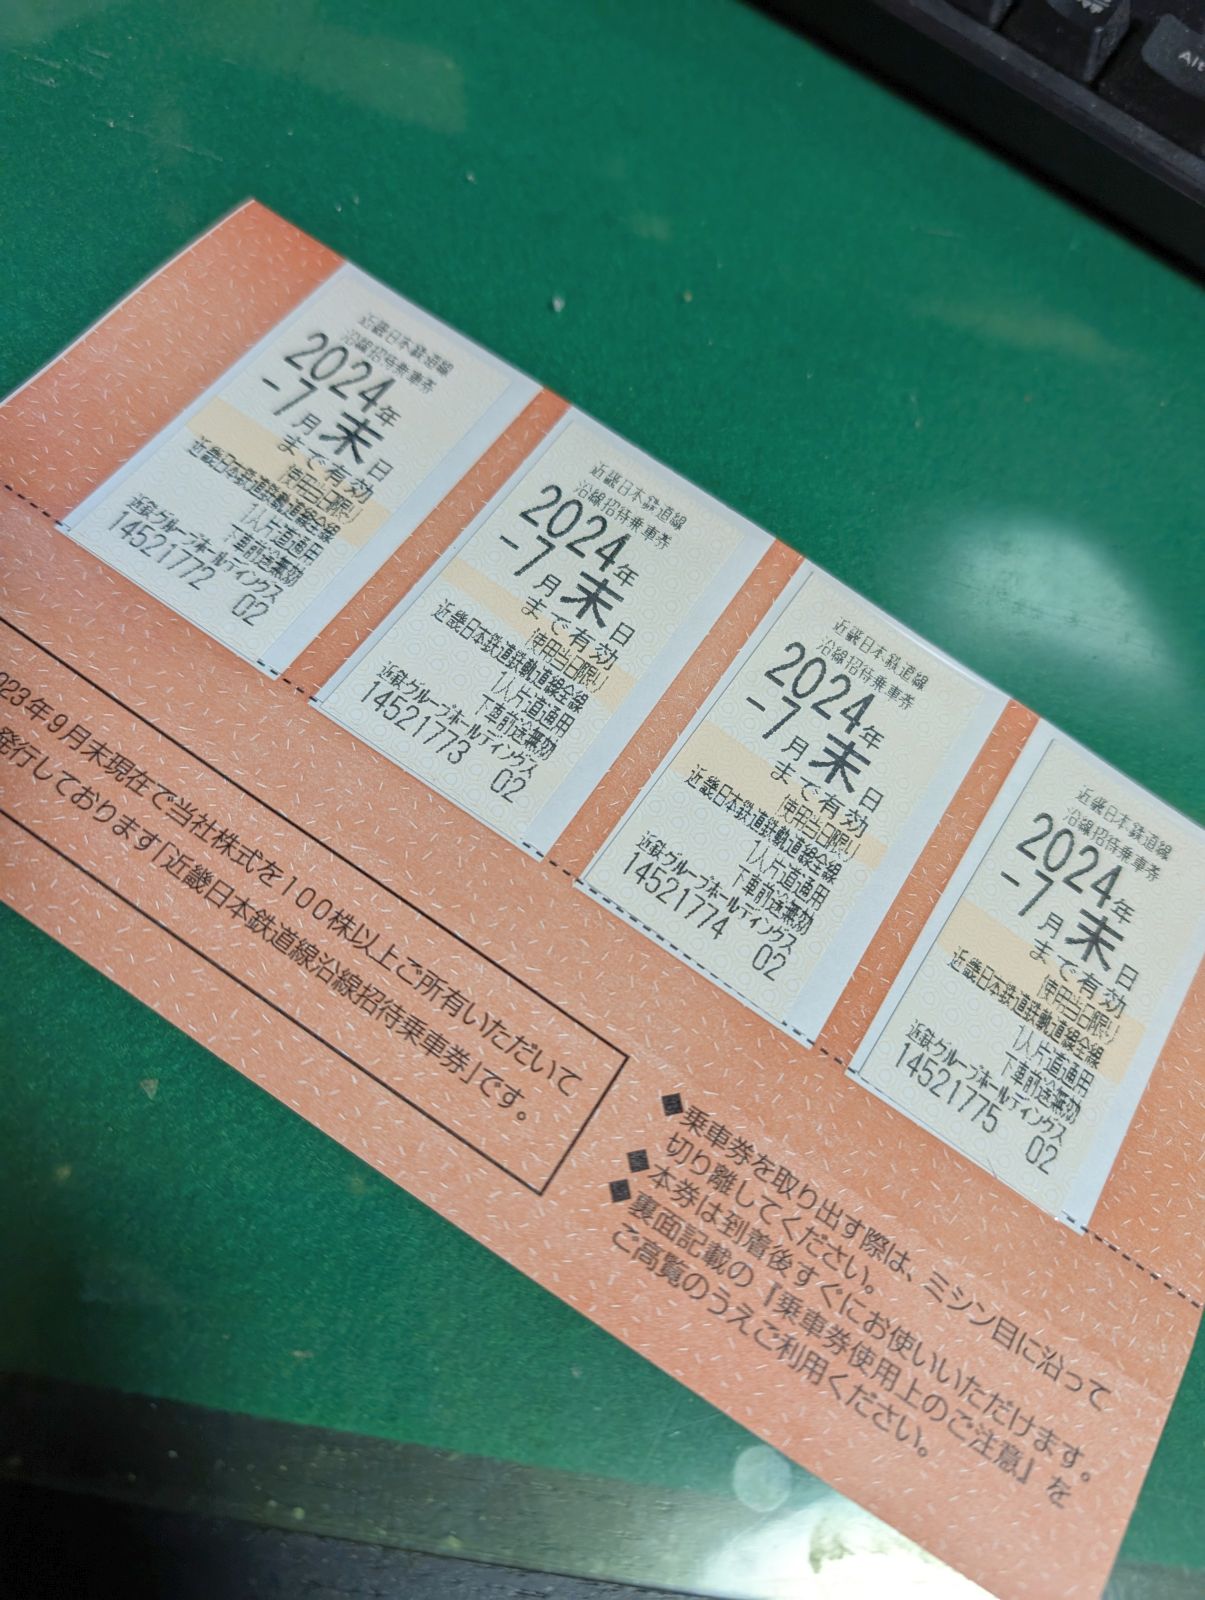 近畿日本鉄道線
沿線招待乗車券
2024年
-7月末日
まで有効
使用当日限り
近畿日本鉄道鉄軌道線全線
1人片道通用
下車前途無効
近鉄グループホールディングス
14521772 02
近畿日本鉄道線
沿線招待乗車券
2024年
-7月末日
まで有効
使用当日限り
近畿日本鉄道鉄軌道線全線
1人片道通用
下車前途無効
近鉄グループホールディングス
14521773 02
近畿日本鉄道線
沿線招待乗車券
2024年
-7月末日
まで有効
使用当日限り
近畿日本鉄道鉄軌道線全線
1人片道通用
下車前途無効
近鉄グループホールディングス
14521774 02
近畿日本鉄道線
沿線招待乗車券
2024年
-7月末日
まで有効
使用当日限り
近畿日本鉄道鉄軌道線全線
1人片道通用
下車前途無効
近鉄グループホールディングス
14521775 02
023年9月末現在で当社株式を100株以上ご所有いただいて
発行しております「近畿日本鉄道線沿線招待乗車券」です。
◆乗車券を取り出す際は、ミシン目に沿って
切り離してください。
◆本券は到着後すぐにお使いいただけます。
◆裏面記載の『乗車券使用上のご注意』を
ご高覧のうえご利用ください。
Alt